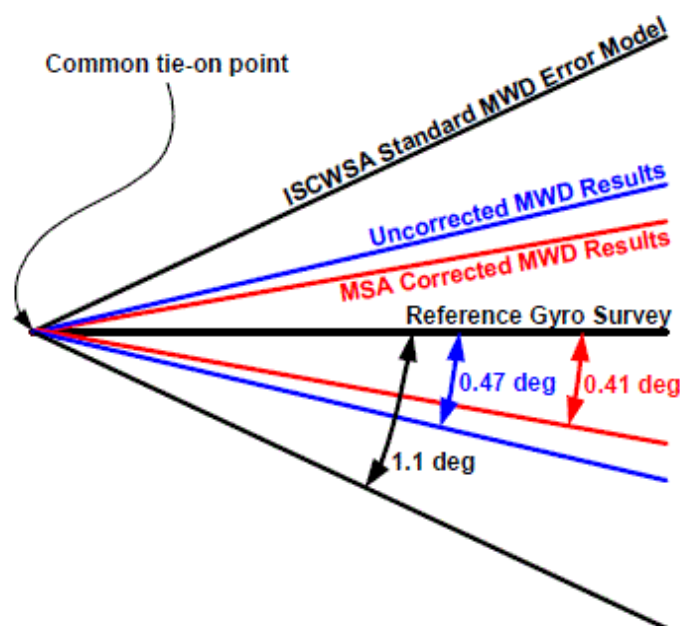 Common tie-on point
ISCWSA Standard MWD Error Model
Uncorrected MWD Results
MSA Corrected MWD Results
Reference Gyro Survey
0.47 deg
0.41 deg
1.1 deg